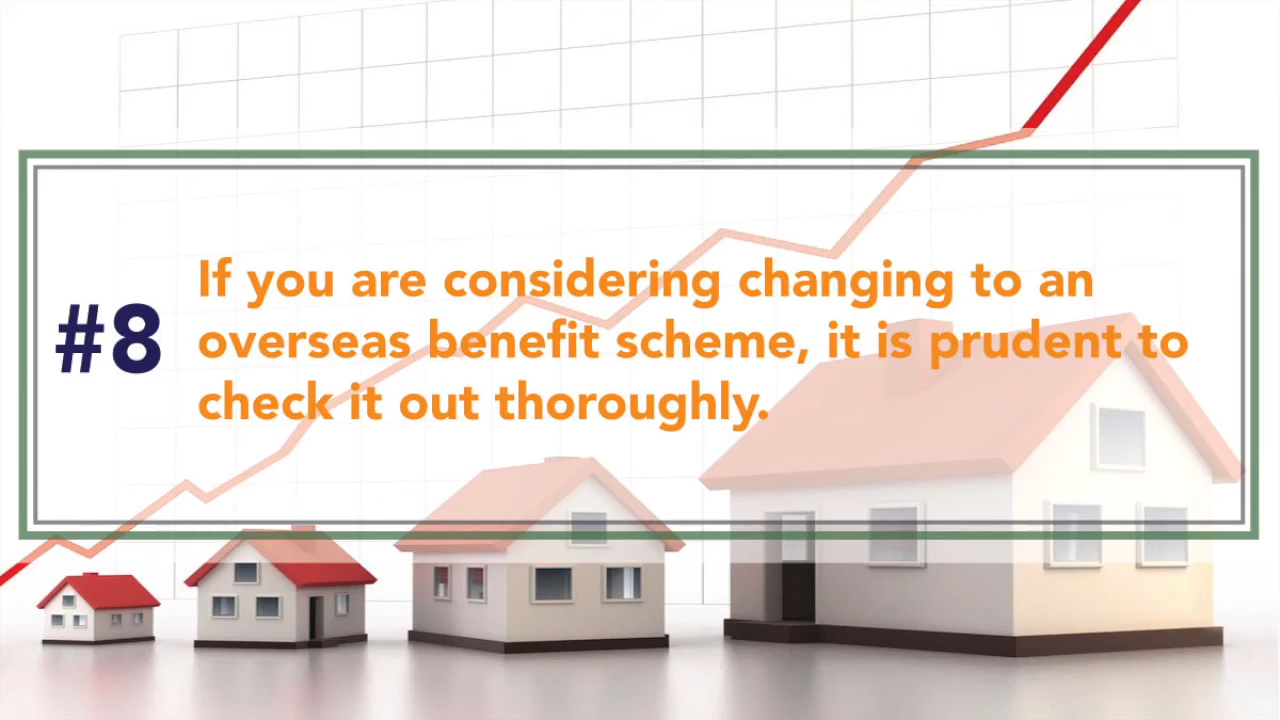 #8
If you are considering changing to an
overseas benefit scheme, it is prudent to
check it out thoroughly.